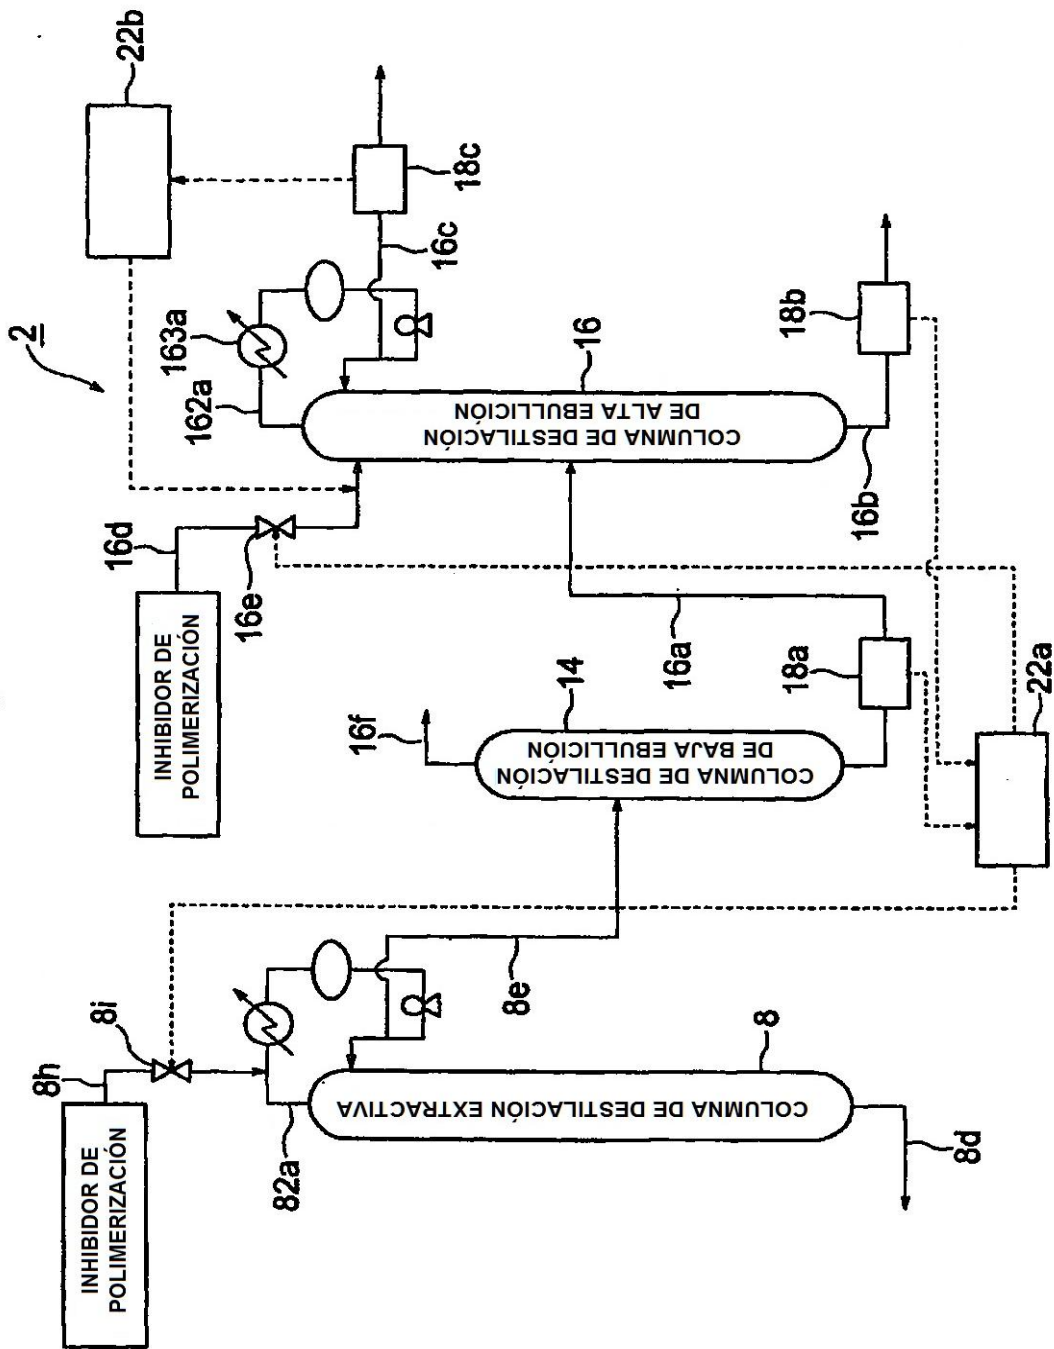 22b
2
18c
16c
163a
162a
16
COLUMNA DE DESTILACIÓN
DE ALTA EBULLICIÓN
18b
16b
16d
INHIBIDOR DE
POLIMERIZACIÓN
16e
16a
14
18a
22a
16f
COLUMNA DE DESTILACIÓN
DE BAJA EBULLICIÓN
8i
8h
8e
8
INHIBIDOR DE
POLIMERIZACIÓN
82a
COLUMNA DE DESTILACIÓN EXTRACTIVA
8d